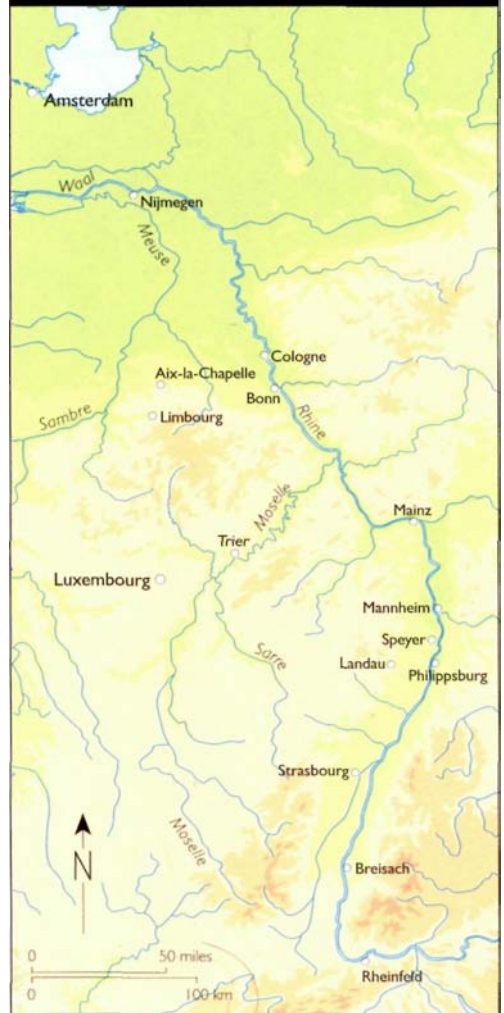 Amsterdam
Waal
Nijmegen
Meuse
Cologne
Aix-la-Chapelle
Bonn
Limbourg
Rhine
Sambre
Moselle
Mainz
Trier
Luxembourg
Mannheim
Speyer
Sarre
Landau
Philippsburg
Strasbourg
Moselle
N
Breisach
0 50 miles
0 100 km
Rheinfeld